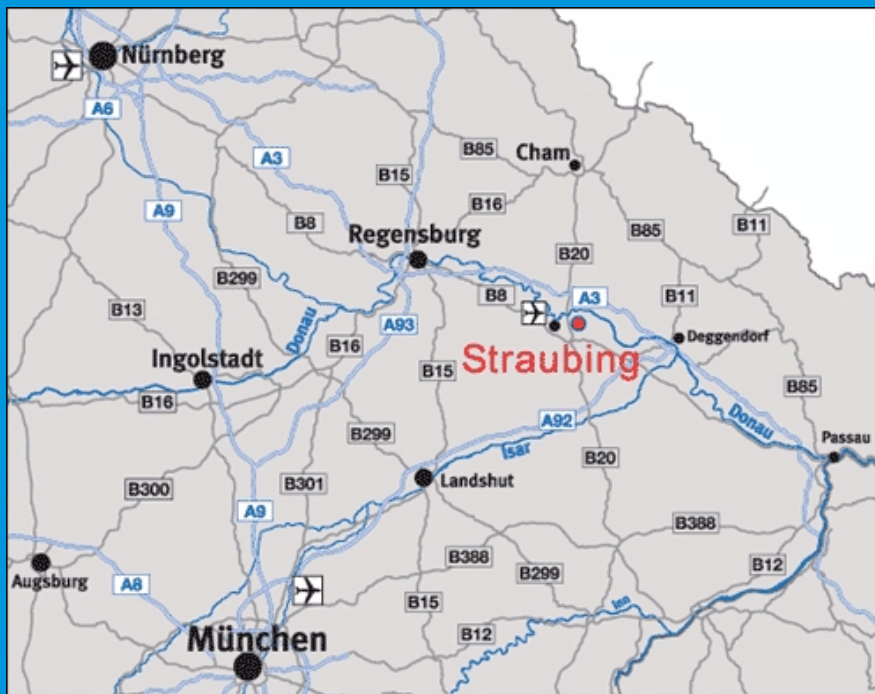 Nürnberg
A6
A3
B85
Cham
B15
B16
A9
B8
B85
B11
Regensburg
B20
B299
B8
A3
B11
B13
Donau
A93
Deggendorf
B16
Ingolstadt
Straubing
B15
B85
B16
A92
Donau
B299
Isar
Passau
B20
Landshut
B300
B301
A9
B388
B388
Augsburg
A8
B299
B12
B15
Inn
München
B12